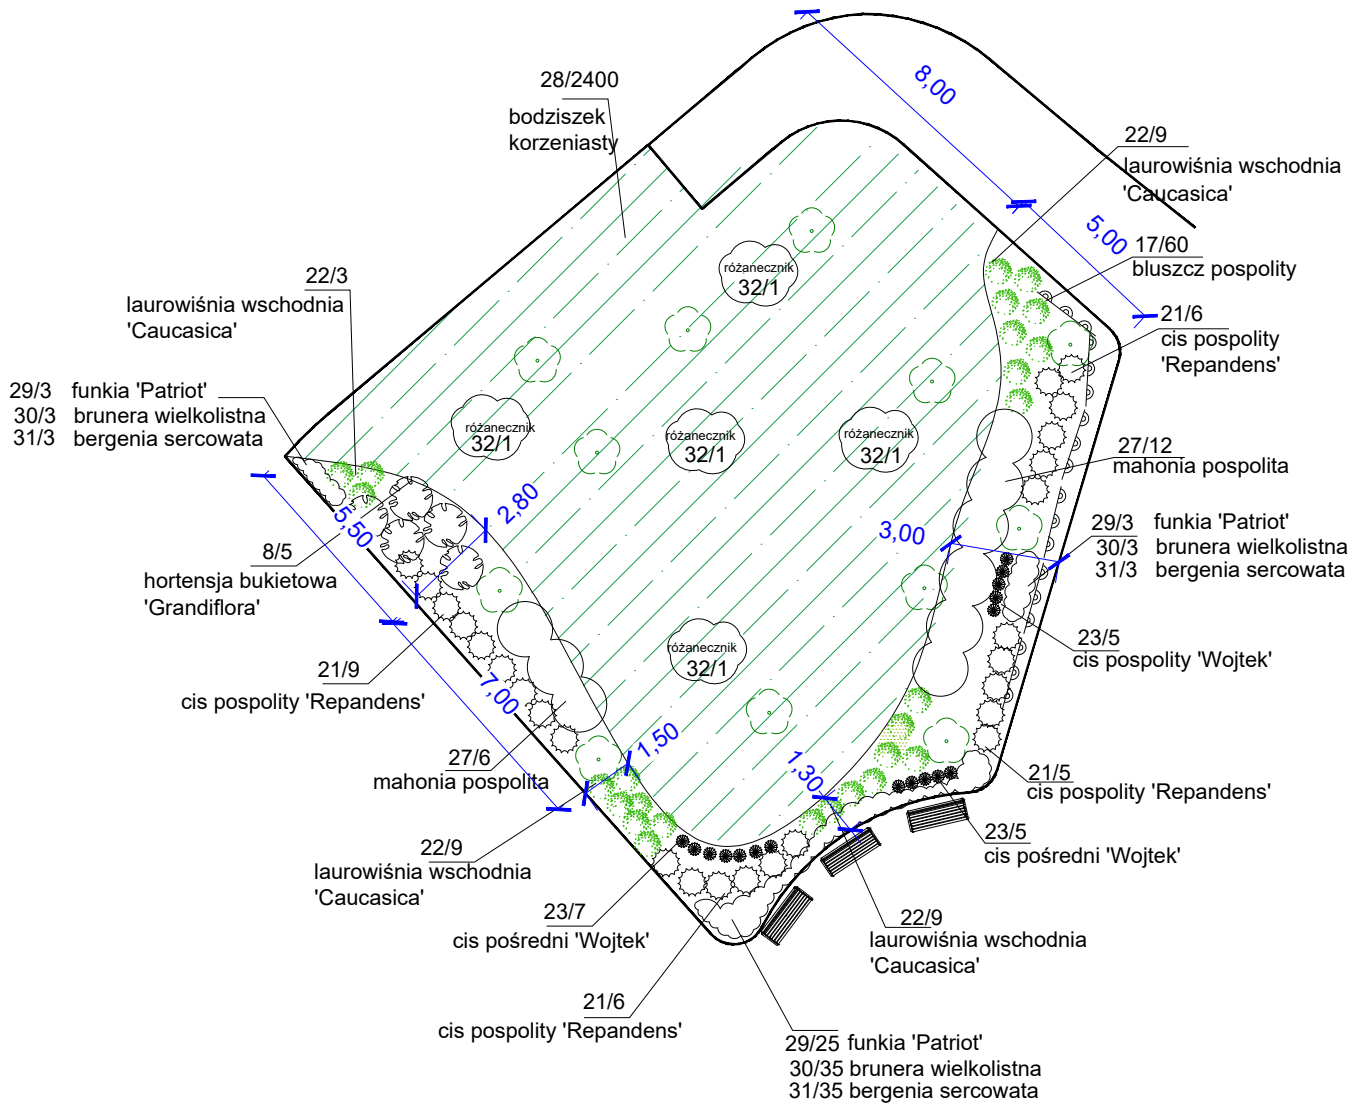 8,00
28/2400
bodziszek
korzeniasty
22/9
laurowiśnia wschodnia
'Caucasica'
5,00
17/60
bluszcz pospolity
różanecznik
32/1
22/3
laurowiśnia wschodnia
'Caucasica'
21/6
cis pospolity
'Repandens'
29/3 funkia 'Patriot'
30/3 brunera wielkolistna
31/3 bergenia sercowata
różanecznik
32/1
różanecznik
32/1
różanecznik
32/1
27/12
mahonia pospolita
5,50
2,80
3,00
29/3 funkia 'Patriot'
30/3 brunera wielkolistna
31/3 bergenia sercowata
8/5
hortensja bukietowa
'Grandiflora'
różanecznik
32/1
23/5
cis pospolity 'Wojtek'
21/9
cis pospolity 'Repandens'
7,00
1,50
27/6
mahonia pospolita
1,30
21/5
cis pospolity 'Repandens'
22/9
laurowiśnia wschodnia
'Caucasica'
23/5
cis pośredni 'Wojtek'
23/7
cis pośredni 'Wojtek'
22/9
laurowiśnia wschodnia
'Caucasica'
21/6
cis pospolity 'Repandens'
29/25 funkia 'Patriot'
30/35 brunera wielkolistna
31/35 bergenia sercowata